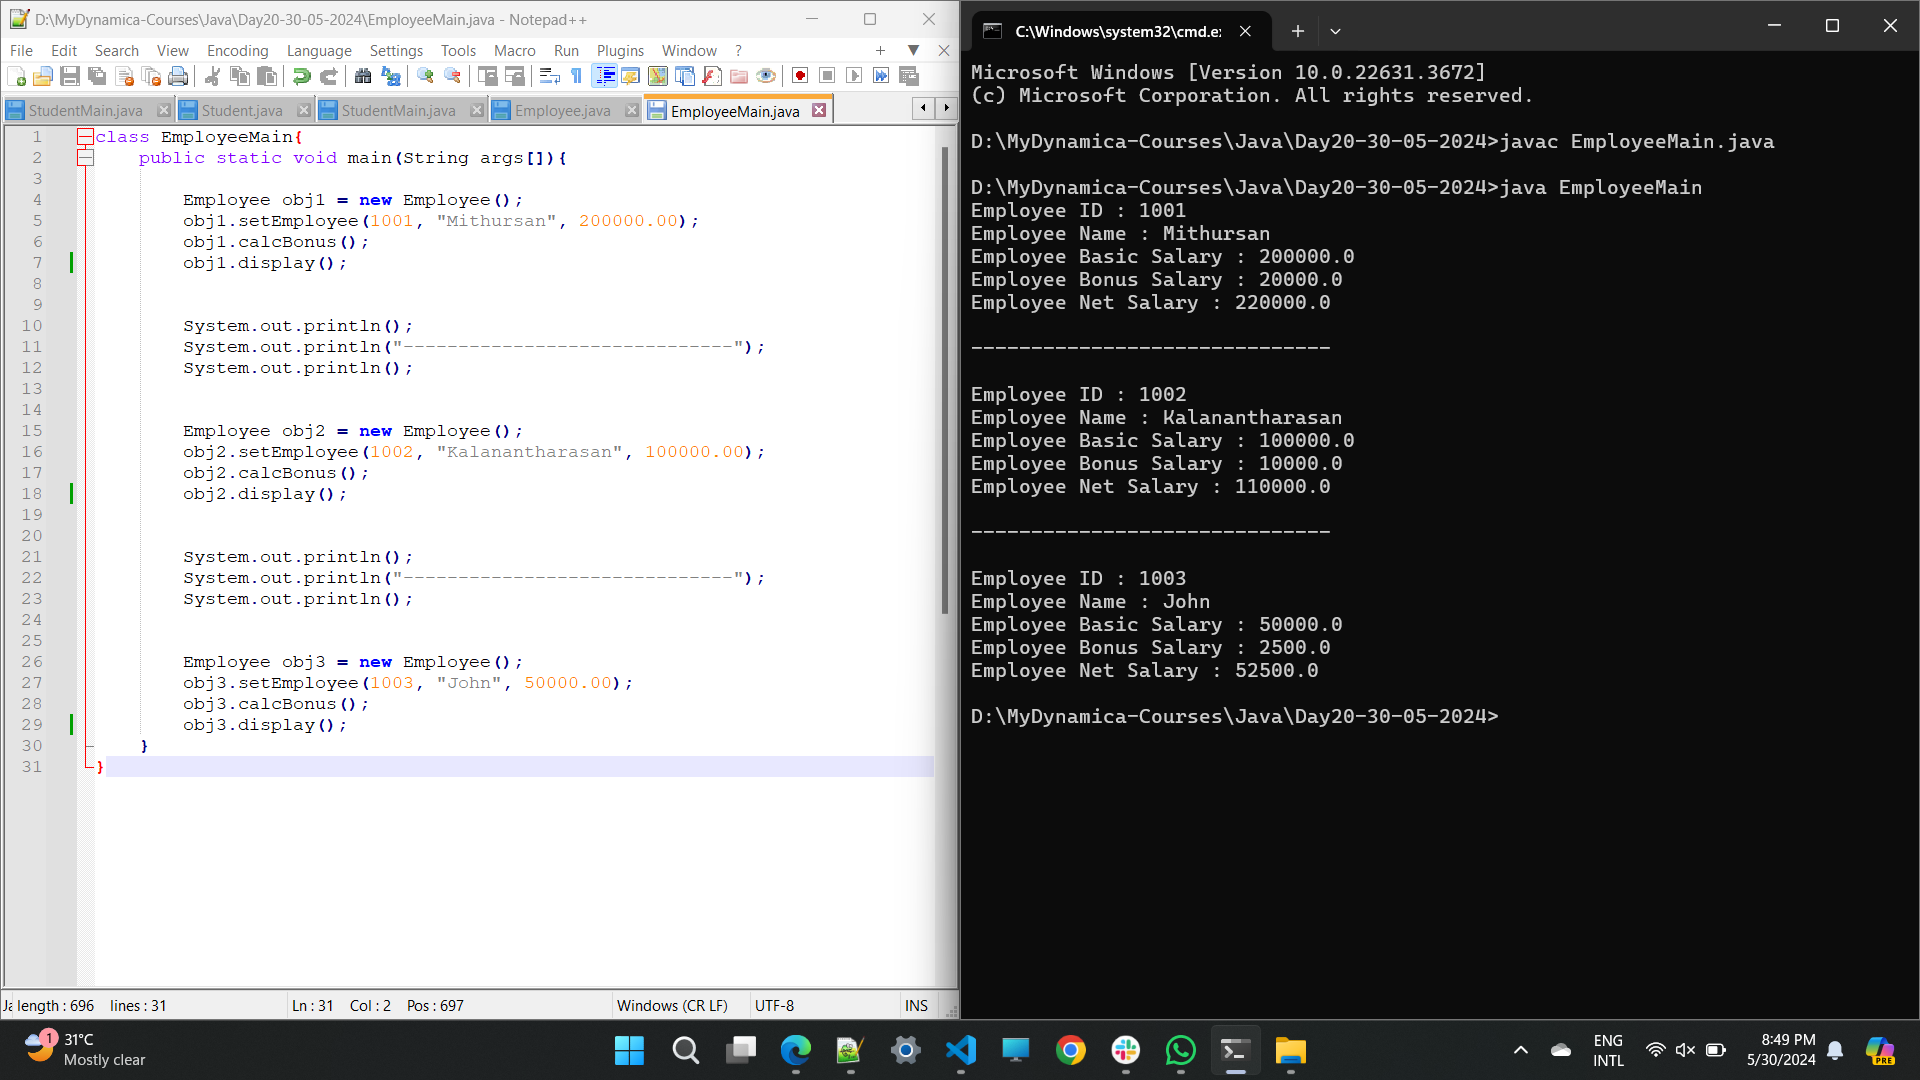 D:\MyDynamica-Courses\Java\Day20-30-05-2024\EmployeeMain.java - Notepad++
File Edit Search View Encoding Language Settings Tools Macro Run Plugins Window ?
StudentMain.java Student.java StudentMain.java Employee.java EmployeeMain.java
1 class EmployeeMain{
2 public static void main(String args[]){
3
4 Employee obj1 = new Employee();
5 obj1.setEmployee(1001, "Mithursan", 200000.00);
6 obj1.calcBonus();
7 obj1.display();
8
9
10 System.out.println();
11 System.out.println("------------------------------");
12 System.out.println();
13
14
15 Employee obj2 = new Employee();
16 obj2.setEmployee(1002, "Kalanantharasan", 100000.00);
17 obj2.calcBonus();
18 obj2.display();
19
20
21 System.out.println();
22 System.out.println("------------------------------");
23 System.out.println();
24
25
26 Employee obj3 = new Employee();
27 obj3.setEmployee(1003, "John", 50000.00);
28 obj3.calcBonus();
29 obj3.display();
30 }
31 }
length : 696 lines : 31 Ln : 31 Col : 2 Pos : 697 Windows (CR LF) UTF-8 INS
C:\Windows\system32\cmd.e
Microsoft Windows [Version 10.0.22631.3672]
(c) Microsoft Corporation. All rights reserved.
D:\MyDynamica-Courses\Java\Day20-30-05-2024>javac EmployeeMain.java
D:\MyDynamica-Courses\Java\Day20-30-05-2024>java EmployeeMain
Employee ID : 1001
Employee Name : Mithursan
Employee Basic Salary : 200000.0
Employee Bonus Salary : 20000.0
Employee Net Salary : 220000.0
------------------------------
Employee ID : 1002
Employee Name : Kalanantharasan
Employee Basic Salary : 100000.0
Employee Bonus Salary : 10000.0
Employee Net Salary : 110000.0
------------------------------
Employee ID : 1003
Employee Name : John
Employee Basic Salary : 50000.0
Employee Bonus Salary : 2500.0
Employee Net Salary : 52500.0
D:\MyDynamica-Courses\Java\Day20-30-05-2024>
1
31°C
Mostly clear
ENG
INTL
8:49 PM
5/30/2024
PRE